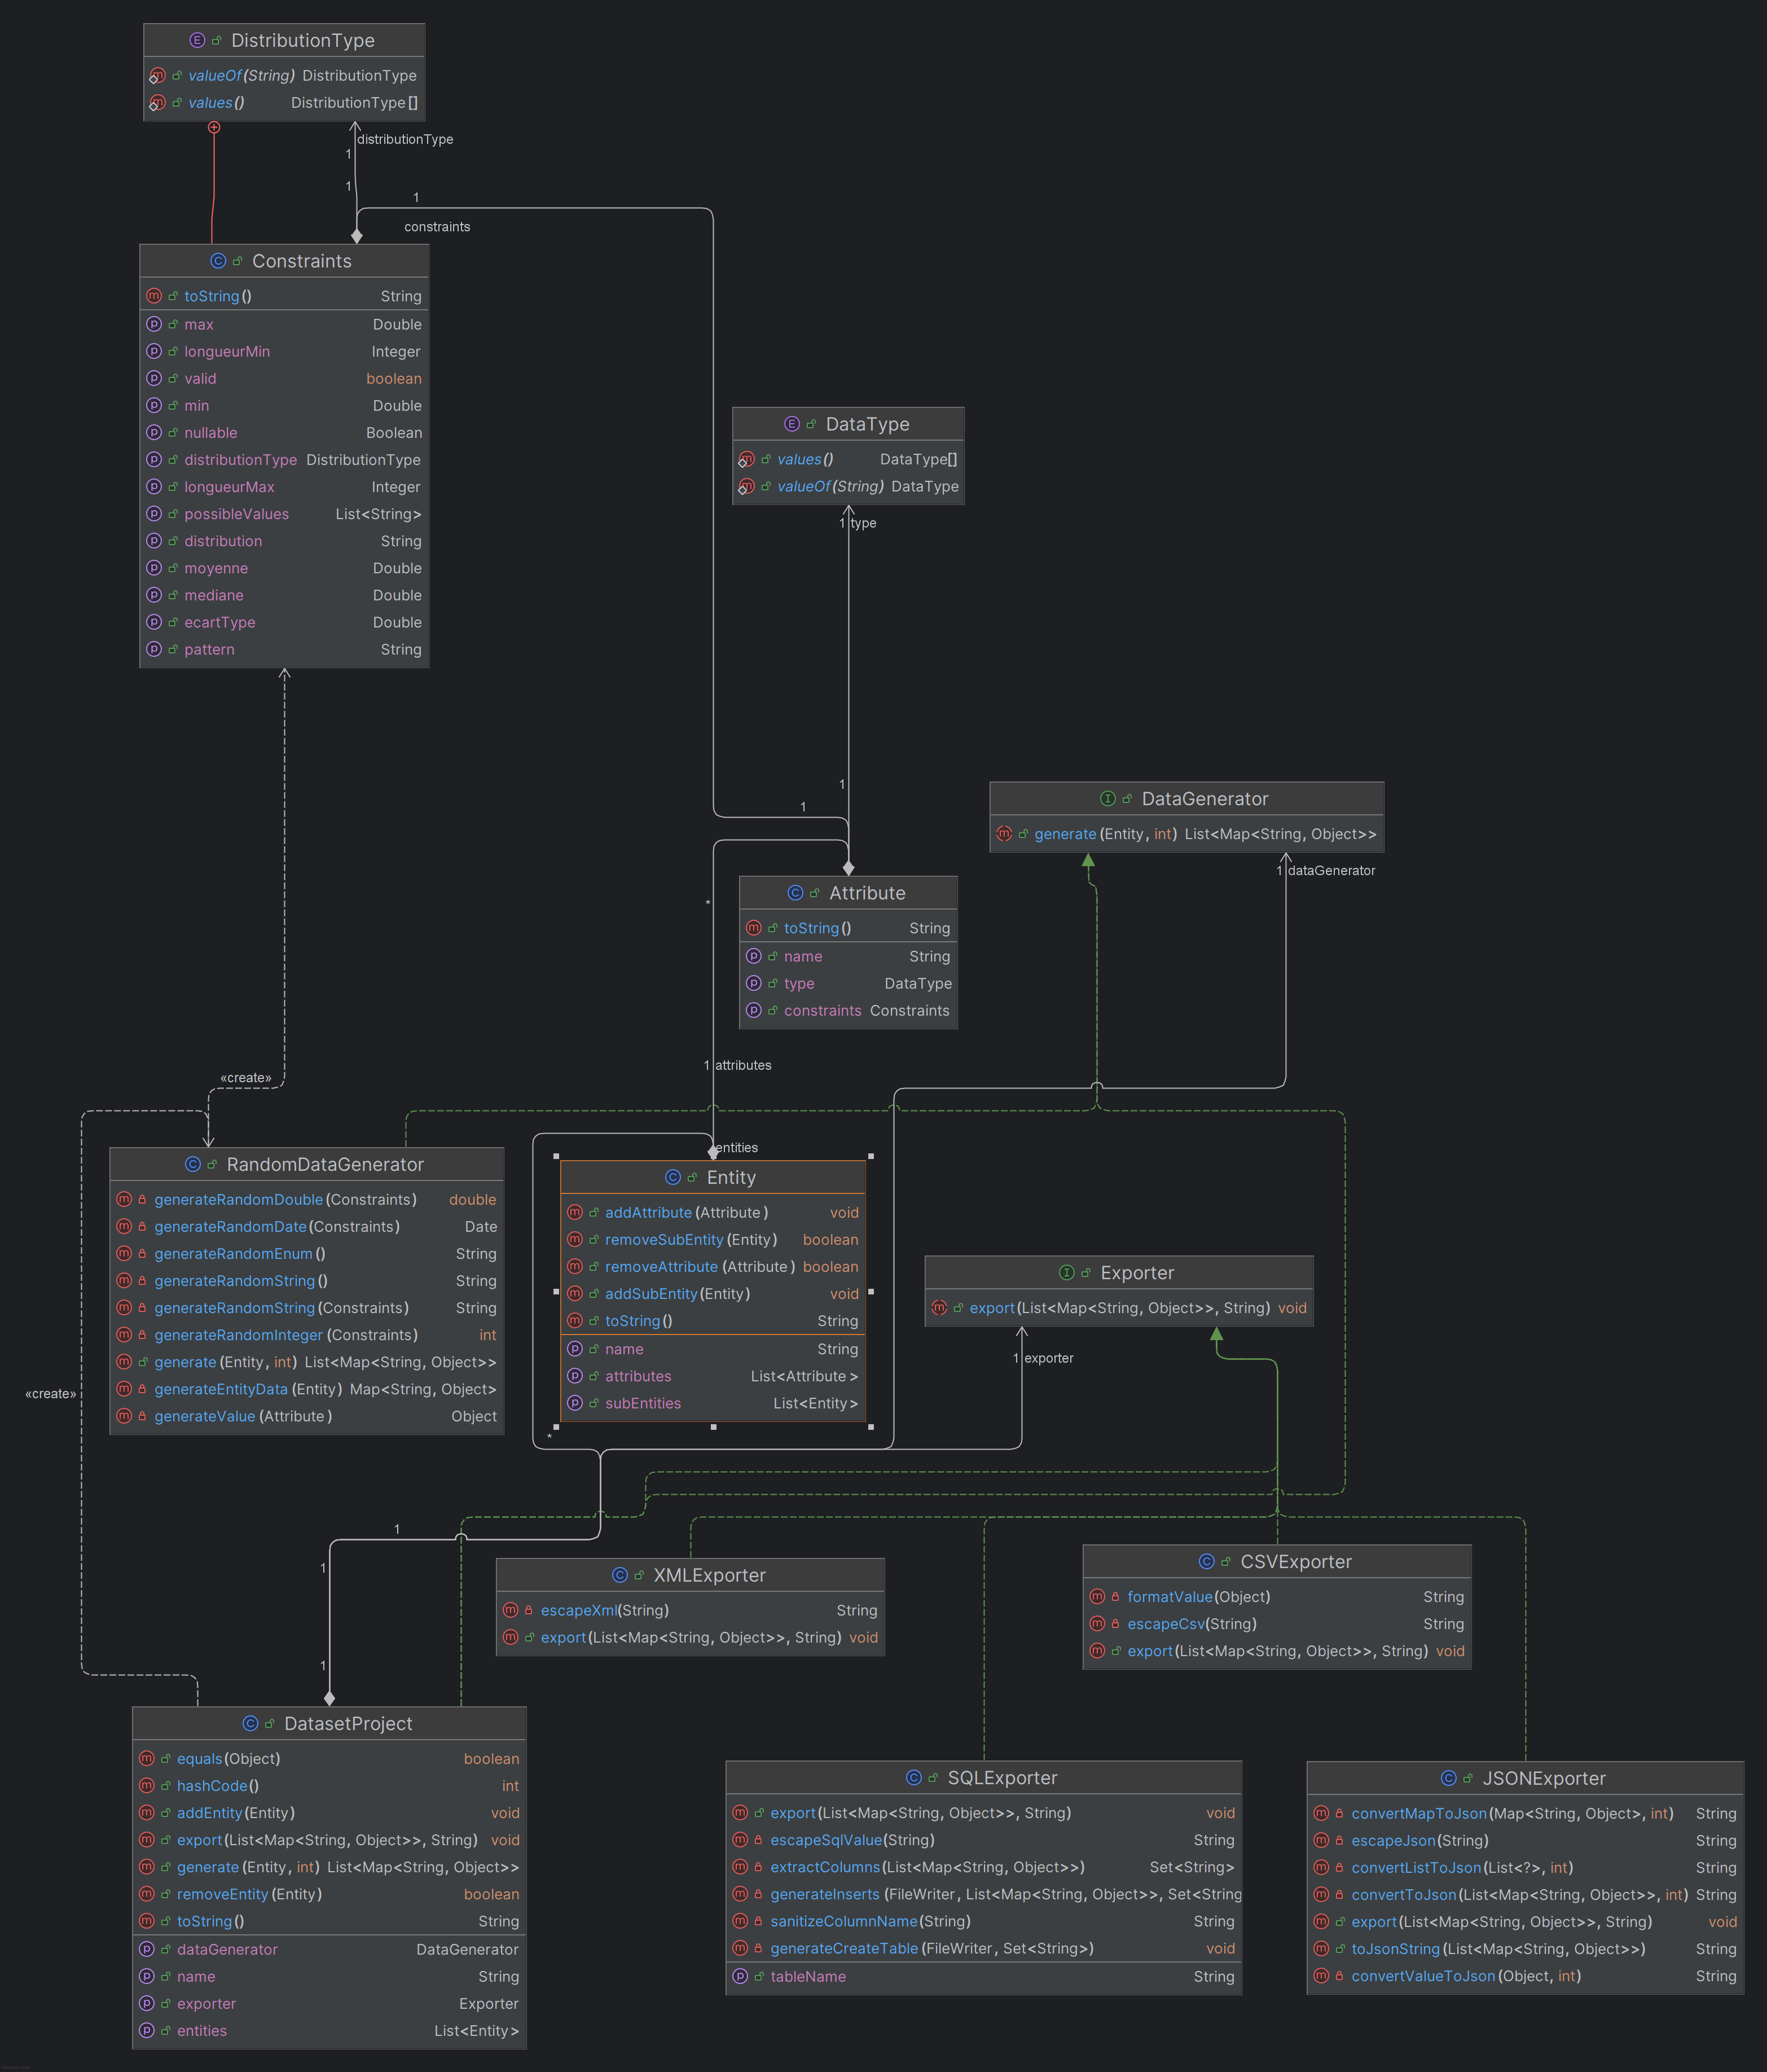 DistributionType
valueOf(String) DistributionType
values() DistributionType[]
distributionType
1
1
1
constraints
Constraints
toString() String
max Double
longueurMin Integer
valid boolean
min Double
nullable Boolean
distributionType DistributionType
longueurMax Integer
possibleValues List<String>
distribution String
moyenne Double
mediane Double
ecartType Double
pattern String
DataType
values() DataType[]
valueOf(String) DataType
1 type
1
1
DataGenerator
generate(Entity, int) List<Map<String, Object>>
1 dataGenerator
*
Attribute
toString() String
name String
type DataType
constraints Constraints
1 attributes
«create»
entities
RandomDataGenerator
generateRandomDouble(Constraints) double
generateRandomDate(Constraints) Date
generateRandomEnum() String
generateRandomString() String
generateRandomString(Constraints) String
generateRandomInteger(Constraints) int
generate(Entity, int) List<Map<String, Object>>
generateEntityData(Entity) Map<String, Object>
generateValue(Attribute) Object
«create»
Entity
addAttribute(Attribute) void
removeSubEntity(Entity) boolean
removeAttribute(Attribute) boolean
addSubEntity(Entity) void
toString() String
name String
attributes List<Attribute>
subEntities List<Entity>
*
Exporter
export(List<Map<String, Object>>, String) void
1 exporter
1
1
1
XMLExporter
escapeXml(String) String
export(List<Map<String, Object>>, String) void
CSVExporter
formatValue(Object) String
escapeCsv(String) String
export(List<Map<String, Object>>, String) void
DatasetProject
equals(Object) boolean
hashCode() int
addEntity(Entity) void
export(List<Map<String, Object>>, String) void
generate(Entity, int) List<Map<String, Object>>
removeEntity(Entity) boolean
toString() String
dataGenerator DataGenerator
name String
exporter Exporter
entities List<Entity>
SQLExporter
export(List<Map<String, Object>>, String) void
escapeSqlValue(String) String
extractColumns(List<Map<String, Object>>) Set<String>
generateInserts(FileWriter, List<Map<String, Object>>, Set<String
sanitizeColumnName(String) String
generateCreateTable(FileWriter, Set<String>) void
tableName String
JSONExporter
convertMapToJson(Map<String, Object>, int) String
escapeJson(String) String
convertListToJson(List<?>, int) String
convertToJson(List<Map<String, Object>>, int) String
export(List<Map<String, Object>>, String) void
toJsonString(List<Map<String, Object>>) String
convertValueToJson(Object, int) String